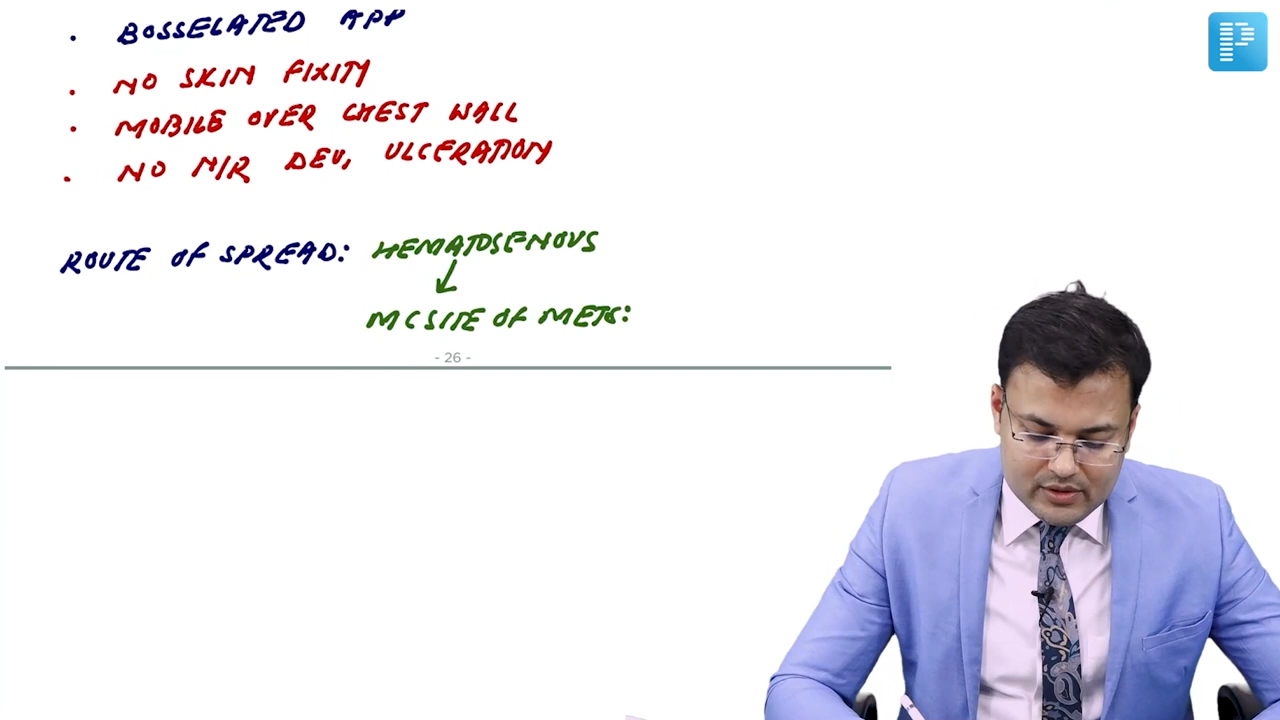 . BOSSELATED APP
. NO SKIN FIXITY
. MOBILE OVER CHEST WALL
. NO N/R DEV, ULCERATION
ROUTE OF SPREAD: HEMATOGENOUS
MC SITE OF METS:
- 26 -